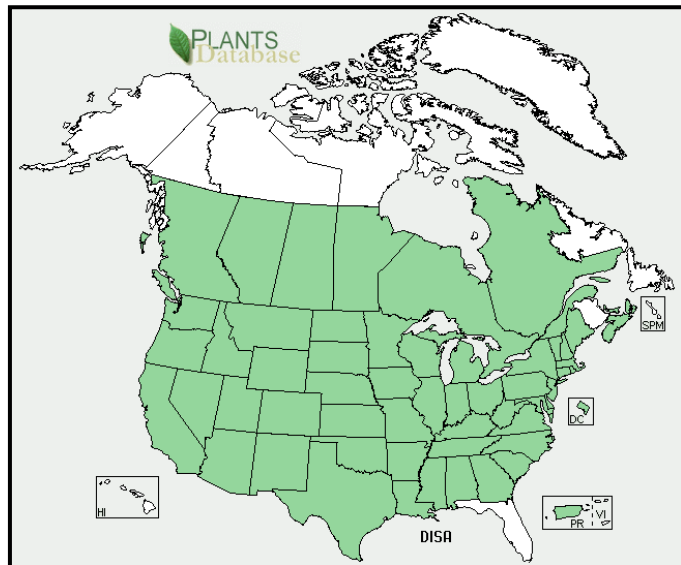 PLANTS
Database
SPM
DC
HI
PR
VI
DISA